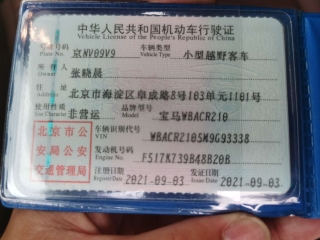 中华人民共和国机动车行驶证
Vehicle License of the People's Republic of China
号牌号码 京NV09V9 车辆类型 小型越野客车
Plate No. Vehicle Type
所有人 张晓晨
Owner
住址 北京市海淀区阜成路8号103单元1101号
Address
使用性质 非营运 品牌型号 宝马WBACR210
Use Character Model
北京市公安局公安交通管理局
车辆识别代号 WBACR2105M9G93338
VIN
发动机号码 F517K739B48B20B
Engine No.
注册日期 2021-09-03 发证日期 2021-09-03
Register Date Issue Date